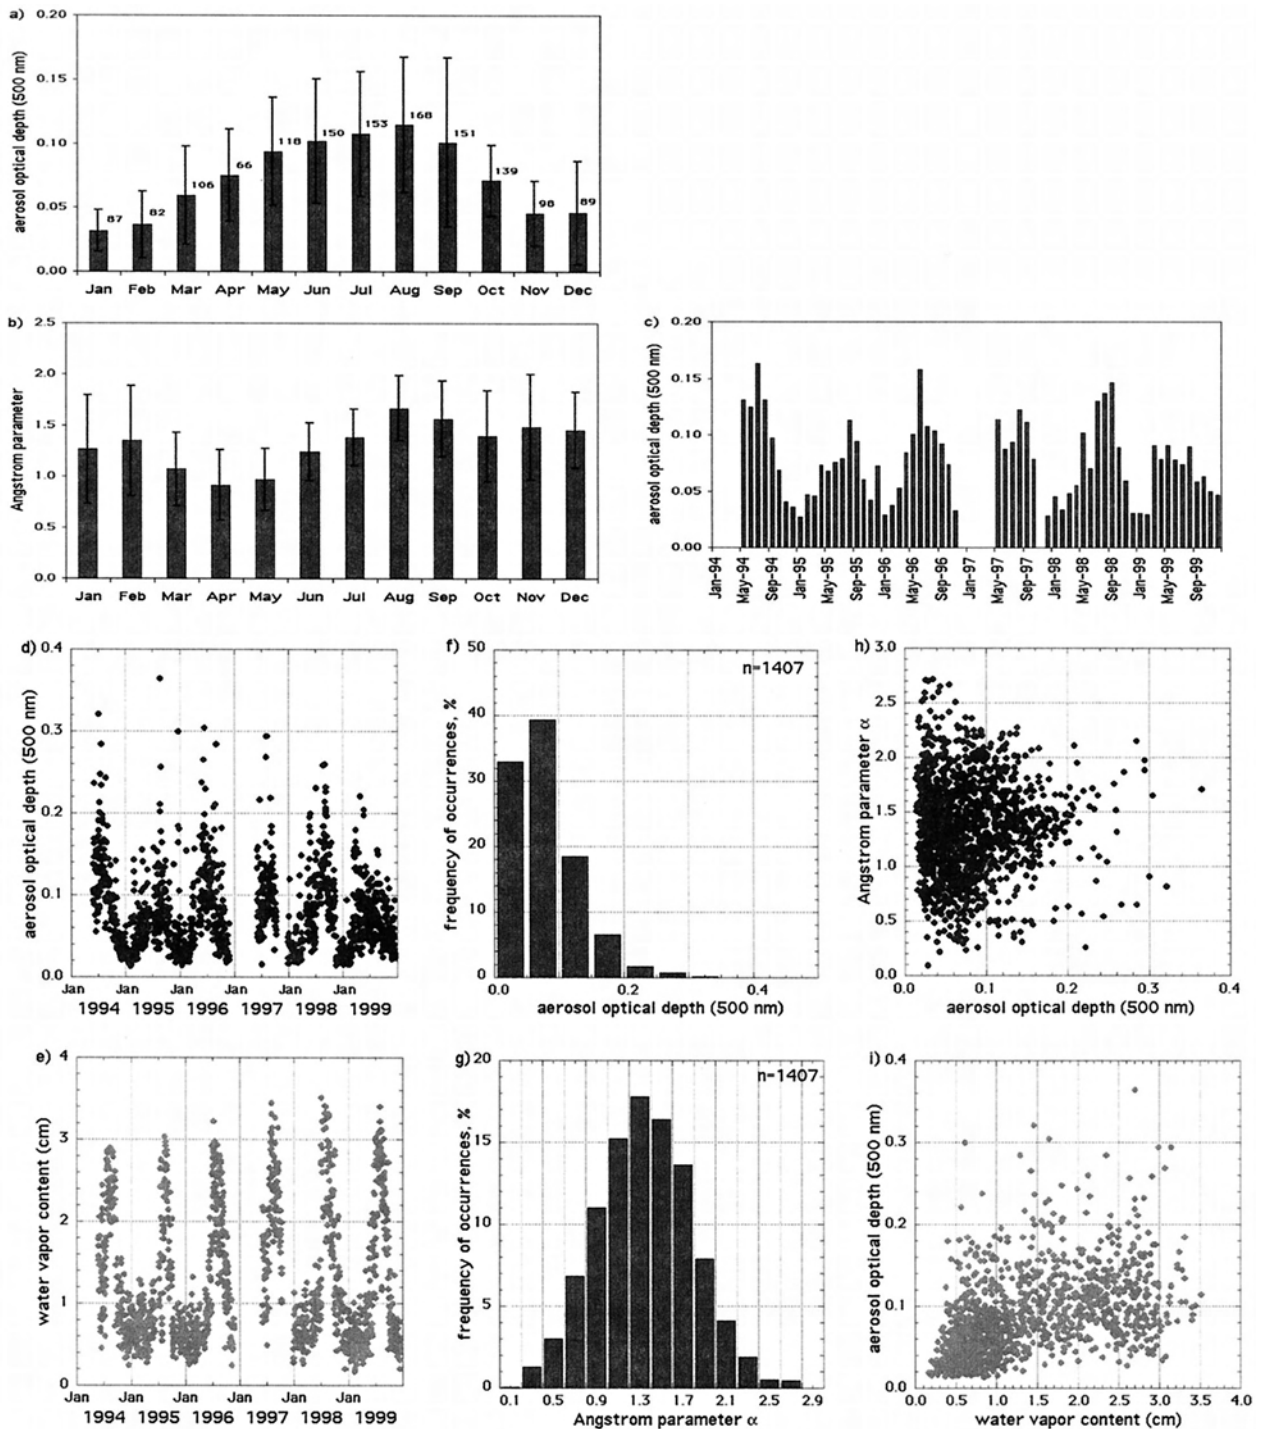 a)
0.20
0.15
0.10
0.05
0.00
aerosol optical depth (500 nm)
87
82
106
66
118
150
153
168
151
139
98
89
Jan Feb Mar Apr May Jun Jul Aug Sep Oct Nov Dec
b)
2.5
2.0
1.5
1.0
0.5
0.0
Angstrom parameter
Jan Feb Mar Apr May Jun Jul Aug Sep Oct Nov Dec
c)
0.20
0.15
0.10
0.05
0.00
aerosol optical depth (500 nm)
Jan-94 May-94 Sep-94 Jan-95 May-95 Sep-95 Jan-96 May-96 Sep-96 Jan-97 May-97 Sep-97 Jan-98 May-98 Sep-98 Jan-99 May-99 Sep-99
d)
0.4
0.3
0.2
0.1
0.0
aerosol optical depth (500 nm)
Jan Jan Jan Jan Jan Jan
1994 1995 1996 1997 1998 1999
f)
50
40
30
20
10
0
frequency of occurrences, %
n=1407
0.0 0.2 0.4
aerosol optical depth (500 nm)
h)
3.0
2.5
2.0
1.5
1.0
0.5
0.0
Angstrom parameter α
0.0 0.1 0.2 0.3 0.4
aerosol optical depth (500 nm)
e)
4
3
2
1
0
water vapor content (cm)
Jan Jan Jan Jan Jan Jan
1994 1995 1996 1997 1998 1999
g)
20
15
10
5
0
frequency of occurrences, %
n=1407
0.1 0.5 0.9 1.3 1.7 2.1 2.5 2.9
Angstrom parameter α
i)
0.4
0.3
0.2
0.1
0.0
aerosol optical depth (500 nm)
0.0 0.5 1.0 1.5 2.0 2.5 3.0 3.5 4.0
water vapor content (cm)